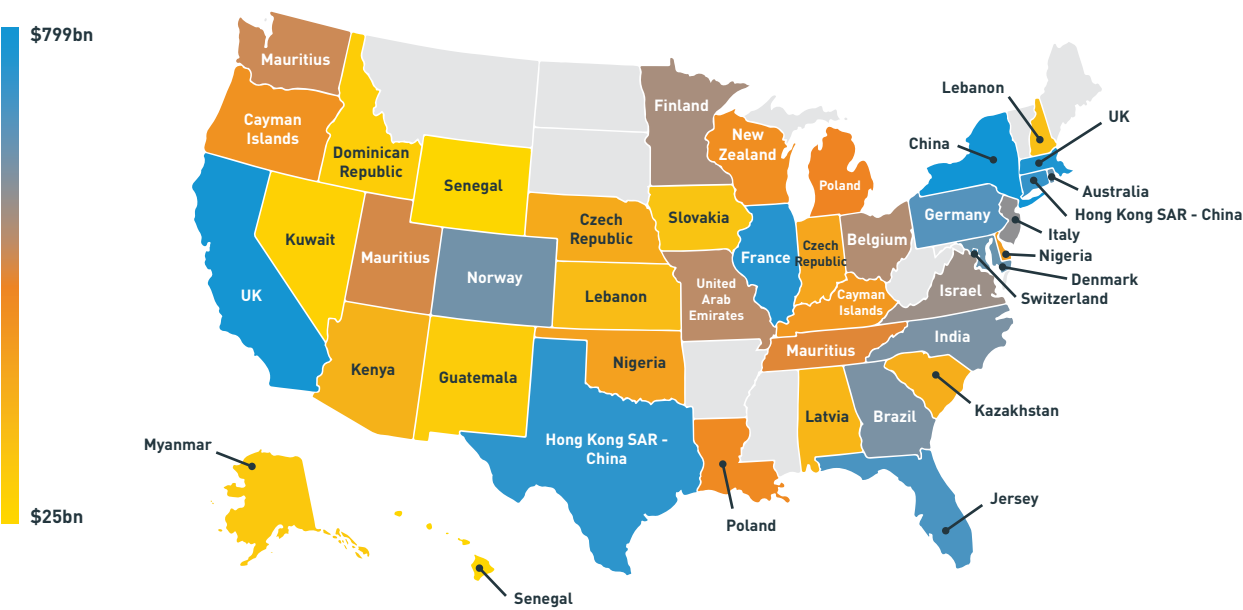 $799bn
$25bn
Mauritius
Cayman
Islands
Dominican
Republic
Senegal
Finland
New
Zealand
Poland
Lebanon
UK
China
Australia
Hong Kong SAR - China
Italy
Nigeria
Denmark
Switzerland
Kuwait
Mauritius
Norway
Czech
Republic
Slovakia
Lebanon
United
Arab
Emirates
France
Czech
Republic
Belgium
Germany
Cayman
Islands
Israel
India
Mauritius
UK
Kenya
Guatemala
Nigeria
Hong Kong SAR -
China
Latvia
Brazil
Kazakhstan
Poland
Jersey
Myanmar
Senegal